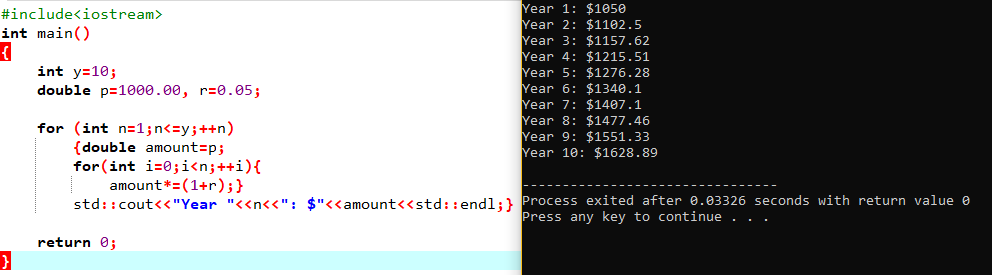 #include<iostream>
int main()
{
    int y=10;
    double p=1000.00, r=0.05;
    for (int n=1;n<=y;++n)
        {double amount=p;
        for(int i=0;i<n;++i){
            amount*=(1+r);}
        std::cout<<"Year "<<n<<": $"<<amount<<std::endl;}
    return 0;
}
Year 1: $1050
Year 2: $1102.5
Year 3: $1157.62
Year 4: $1215.51
Year 5: $1276.28
Year 6: $1340.1
Year 7: $1407.1
Year 8: $1477.46
Year 9: $1551.33
Year 10: $1628.89
--------------------------------
Process exited after 0.03326 seconds with return value 0
Press any key to continue . . .